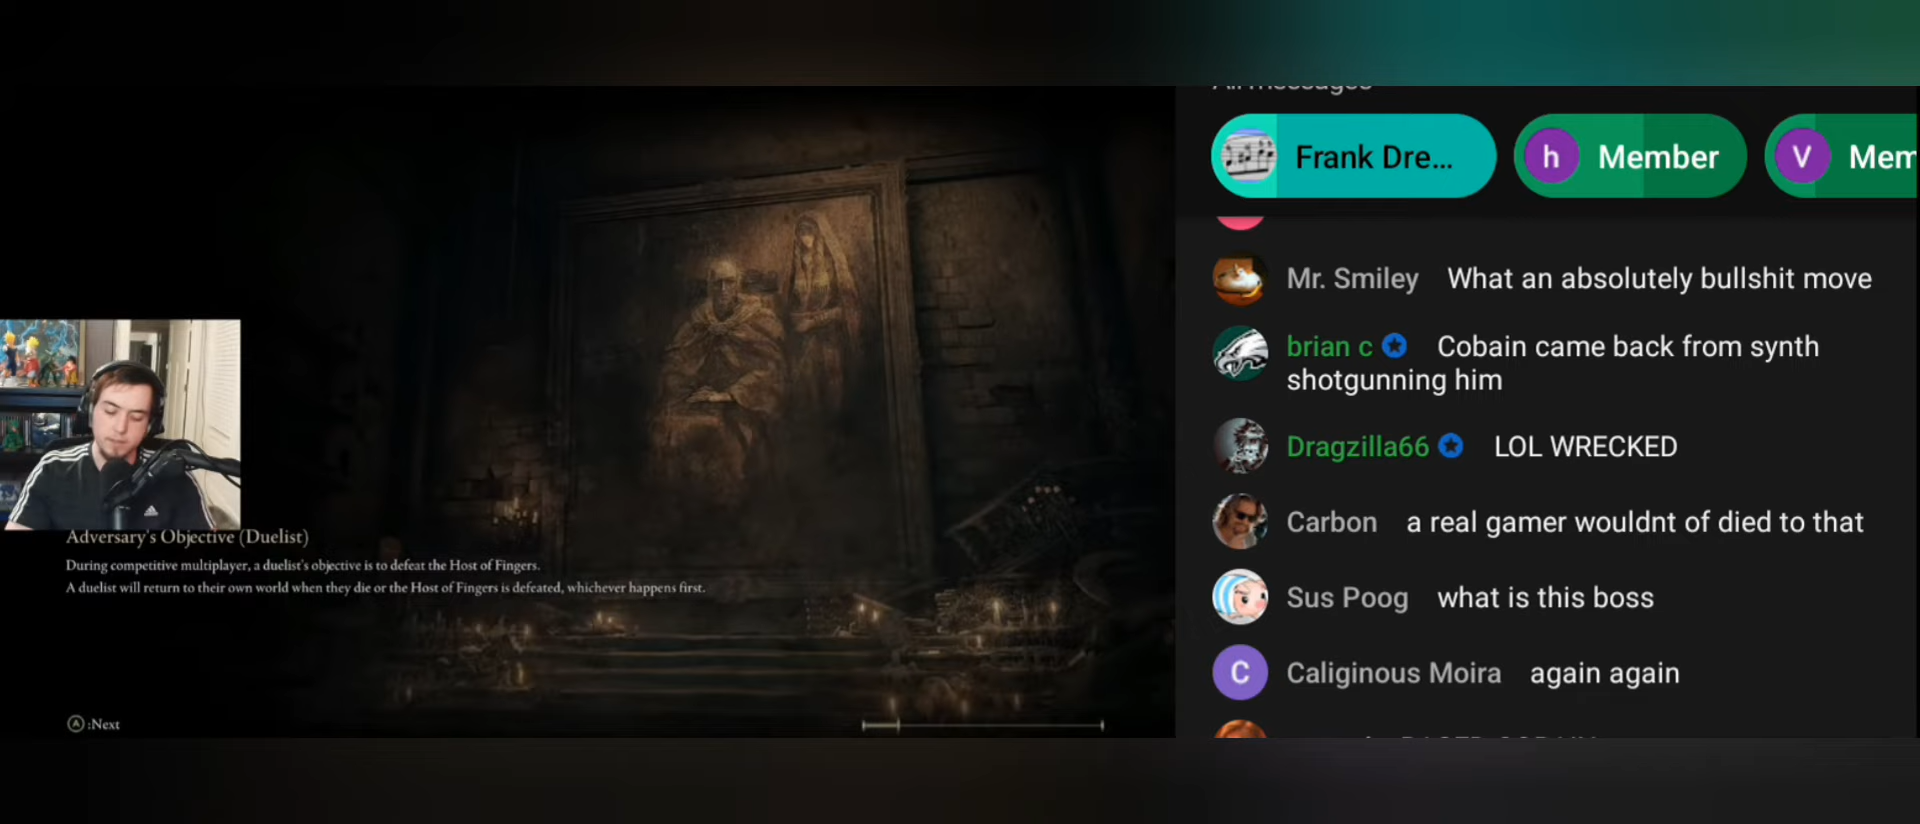 All messages
Frank Dre...
h Member
V Mem
Mr. Smiley What an absolutely bullshit move
brian c Cobain came back from synth
shotgunning him
Dragzilla66 LOL WRECKED
Carbon a real gamer wouldnt of died to that
Sus Poog what is this boss
C Caliginous Moira again again
Adversary's Objective (Duelist)
During competitive multiplayer, a duelist's objective is to defeat the Host of Fingers.
A duelist will return to their own world when they die or the Host of Fingers is defeated, whichever happens first.
A :Next